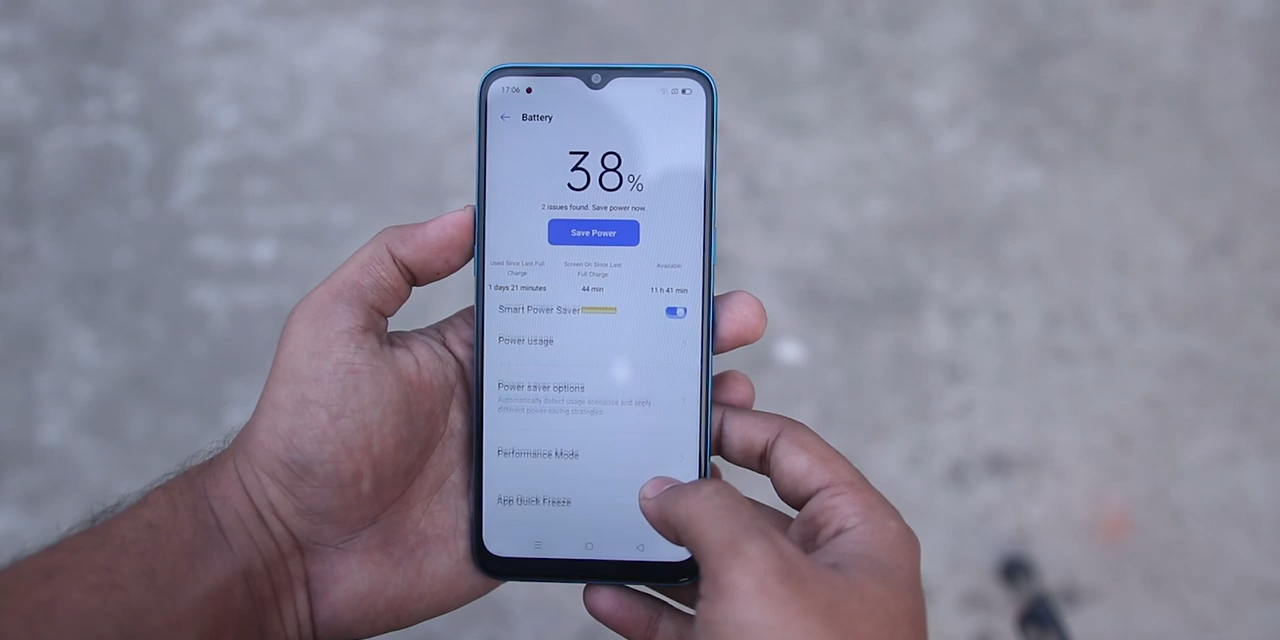 17:06
Battery
38%
2 issues found. Save power now.
Save Power
Used Since Last Full
Charge
Screen On Since Last
Full Charge
Available
1 days 21 minutes
44 min
11 h 41 min
Smart Power Saver
Power usage
Power saver options
Automatically detect usage scenarios and apply
different power saving strategies.
Performance Mode
App Quick Freeze